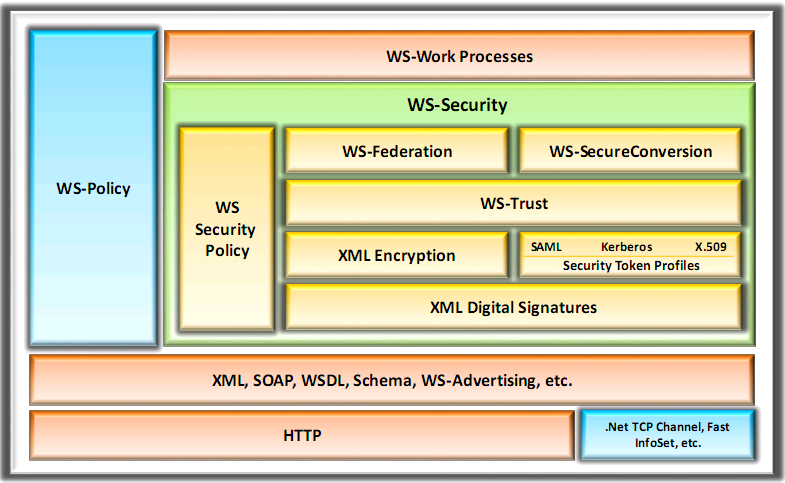 WS-Work Processes
WS-Security
WS-Policy
WS
Security
Policy
WS-Federation
WS-SecureConversion
WS-Trust
XML Encryption
SAML Kerberos X.509
Security Token Profiles
XML Digital Signatures
XML, SOAP, WSDL, Schema, WS-Advertising, etc.
HTTP
.Net TCP Channel, Fast
InfoSet, etc.